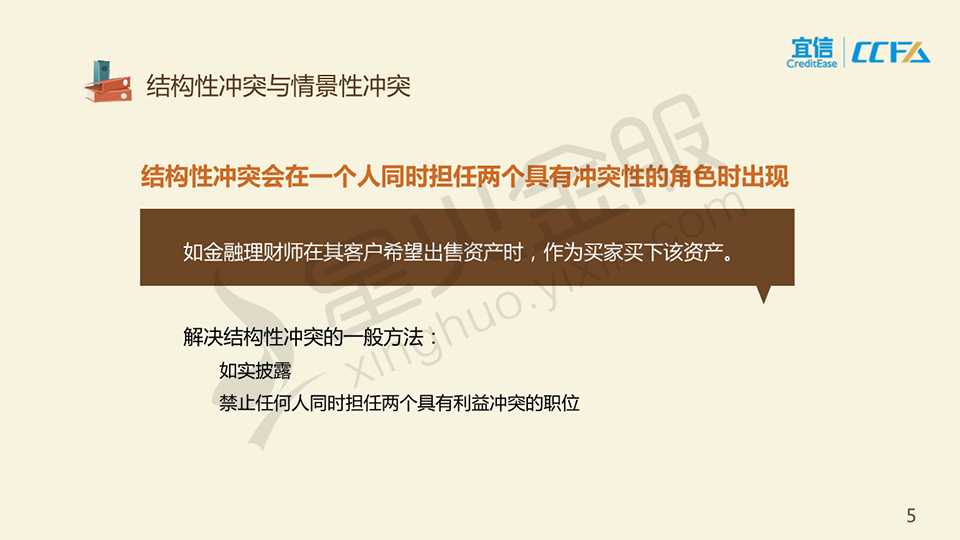 宜信
CreditEase
CCFA
结构性冲突与情景性冲突
结构性冲突会在一个人同时担任两个具有冲突性的角色时出现
如金融理财师在其客户希望出售资产时，作为买家买下该资产。
解决结构性冲突的一般方法：
如实披露
禁止任何人同时担任两个具有利益冲突的职位
星火金服
xinghuo.yixin.com
5